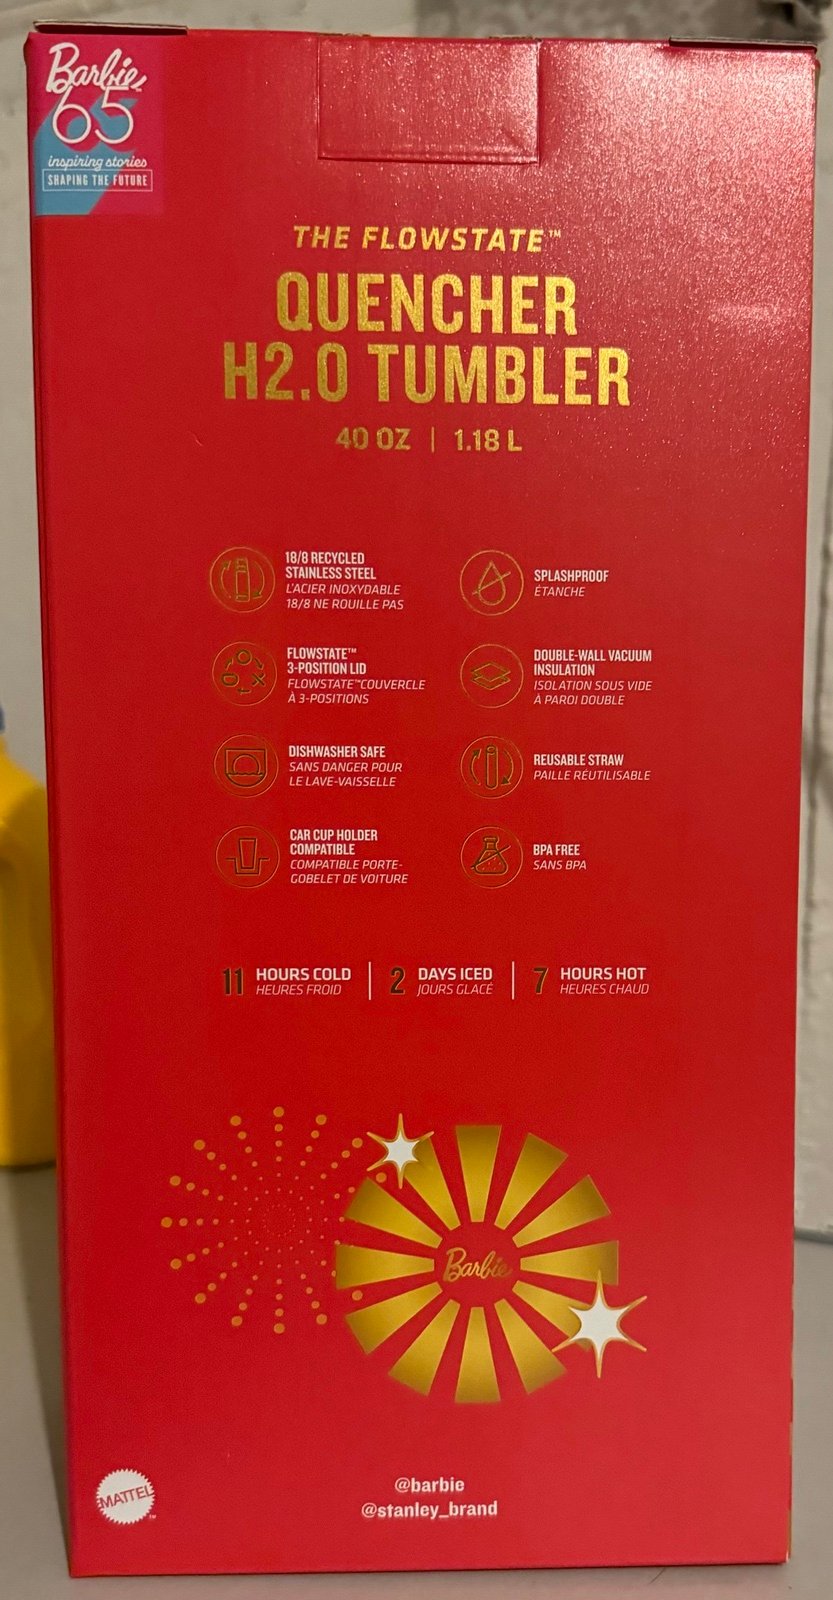 Barbie™
65
inspiring stories
SHAPING THE FUTURE
THE FLOWSTATE™
QUENCHER
H2.0 TUMBLER
40 OZ | 1.18 L
18/8 RECYCLED
STAINLESS STEEL
L'ACIER INOXYDABLE
18/8 NE ROUILLE PAS
SPLASHPROOF
ÉTANCHE
FLOWSTATE™
3-POSITION LID
FLOWSTATE™COUVERCLE
À 3-POSITIONS
DOUBLE-WALL VACUUM
INSULATION
ISOLATION SOUS VIDE
À PAROI DOUBLE
DISHWASHER SAFE
SANS DANGER POUR
LE LAVE-VAISSELLE
REUSABLE STRAW
PAILLE RÉUTILISABLE
CAR CUP HOLDER
COMPATIBLE
COMPATIBLE PORTE-
GOBELET DE VOITURE
BPA FREE
SANS BPA
11 HOURS COLD
HEURES FROID
2 DAYS ICED
JOURS GLACÉ
7 HOURS HOT
HEURES CHAUD
Barbie
MATTEL™
@barbie
@stanley_brand